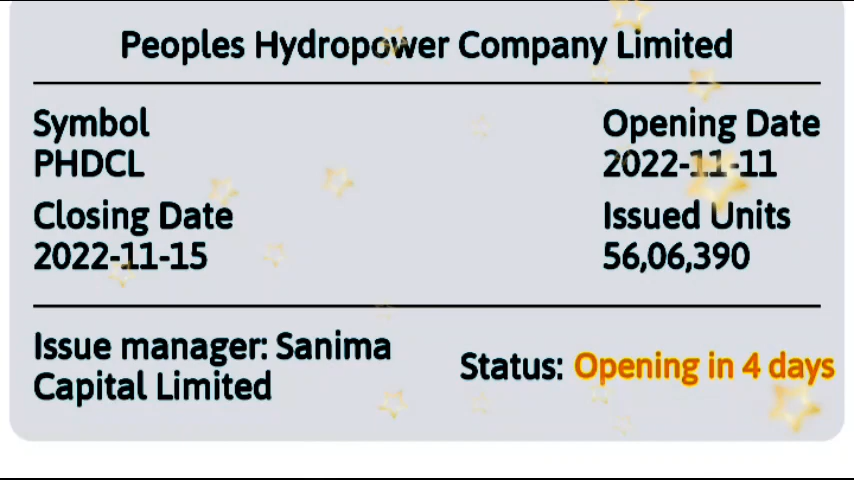 Peoples Hydropower Company Limited
Symbol
PHDCL
Opening Date
2022-11-11
Closing Date
2022-11-15
Issued Units
56,06,390
Issue manager: Sanima
Capital Limited
Status: Opening in 4 days